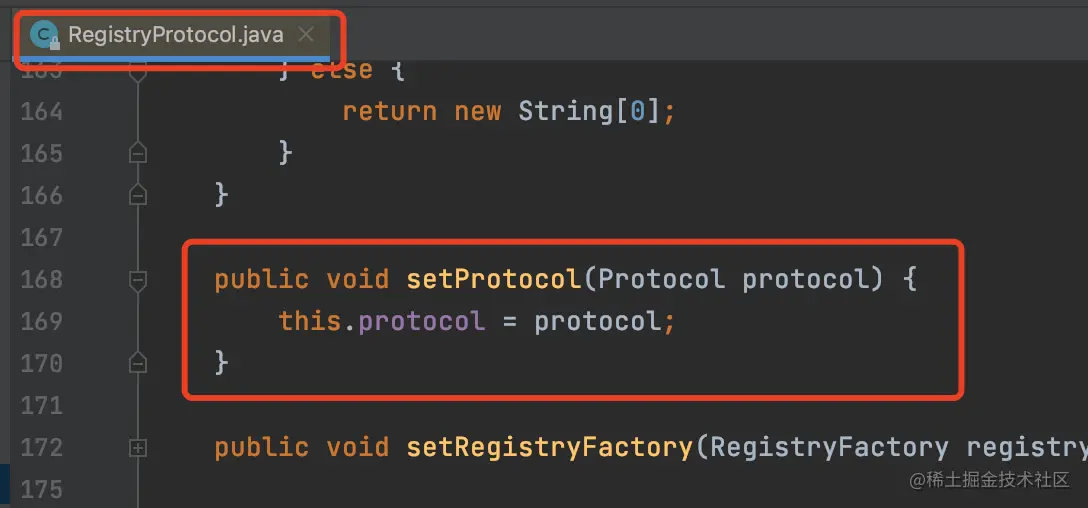 RegistryProtocol.java
163 } else {
164 return new String[0];
165 }
166 }
167
168 public void setProtocol(Protocol protocol) {
169 this.protocol = protocol;
170 }
171
172 public void setRegistryFactory(RegistryFactory registry
175
@稀土掘金技术社区